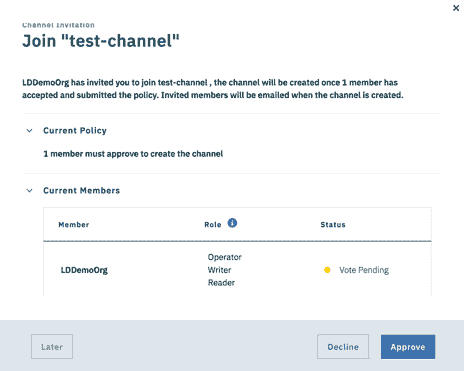 Channel Invitation
Join "test-channel"
LDDemoOrg has invited you to join test-channel , the channel will be created once 1 member has
accepted and submitted the policy. Invited members will be emailed when the channel is created.
Current Policy
1 member must approve to create the channel
Current Members
Member Role Status
Operator
LDDemoOrg Writer Vote Pending
Reader
Later Decline Approve